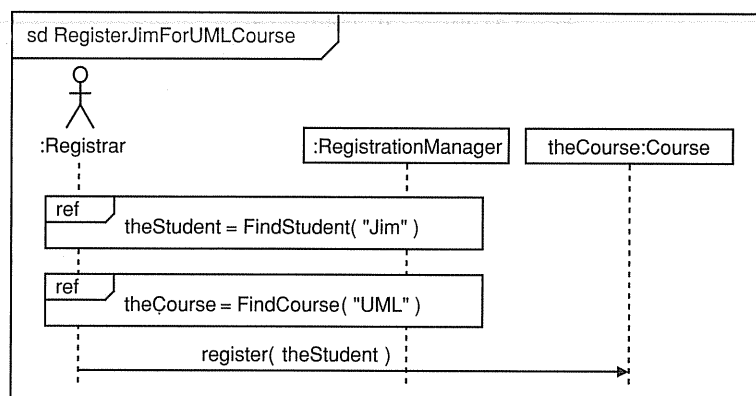 sd RegisterJimForUMLCourse
:Registrar
:RegistrationManager
theCourse:Course
ref
theStudent = FindStudent( "Jim" )
ref
theCourse = FindCourse( "UML" )
register( theStudent )